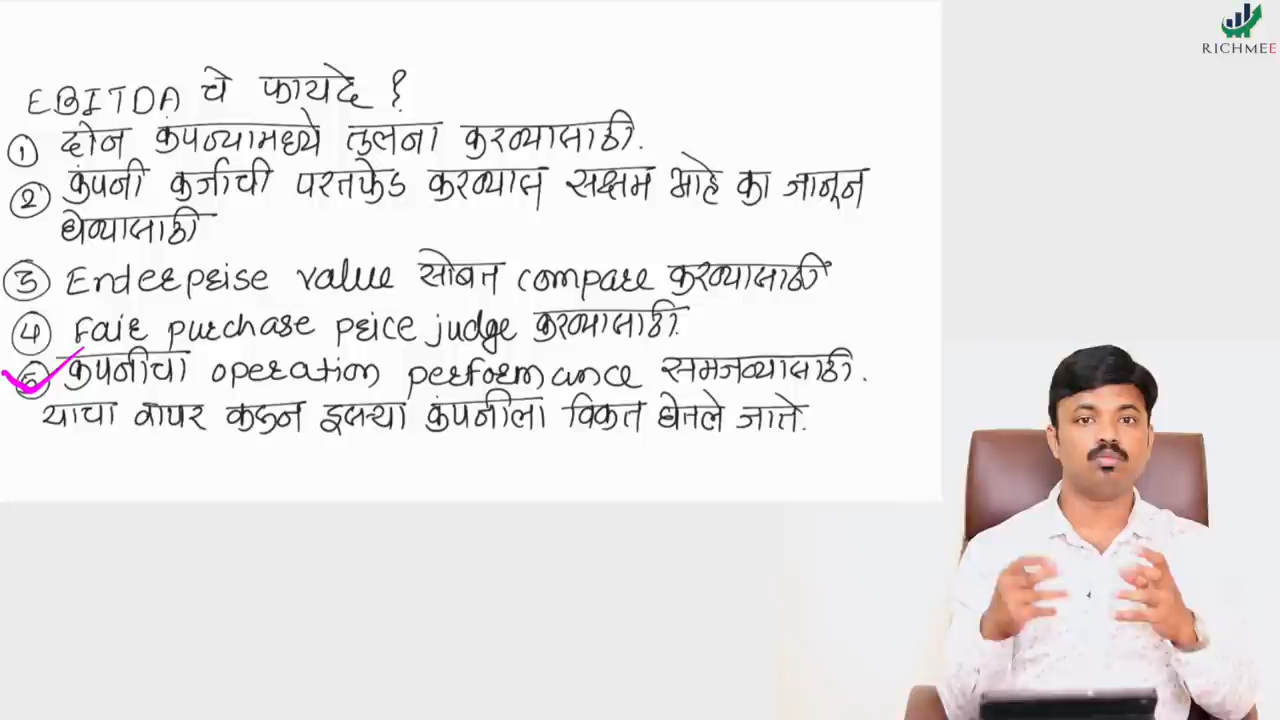 RICHMEE
EBITDA चे फायदे ?
① दोन कंपन्यामध्ये तुलना करण्यासाठी.
② कंपनी कर्जाची परतफेड करण्यास सक्षम आहे का जानून
घेण्यासाठी
③ Enterprise value सोबत compare करण्यासाठी
④ Fair purchase price judge करण्यासाठी.
⑤ कंपनीचा operation performance समजण्यासाठी.
याचा वापर करून इसऱ्या कंपनीला विकत घेतले जाते.